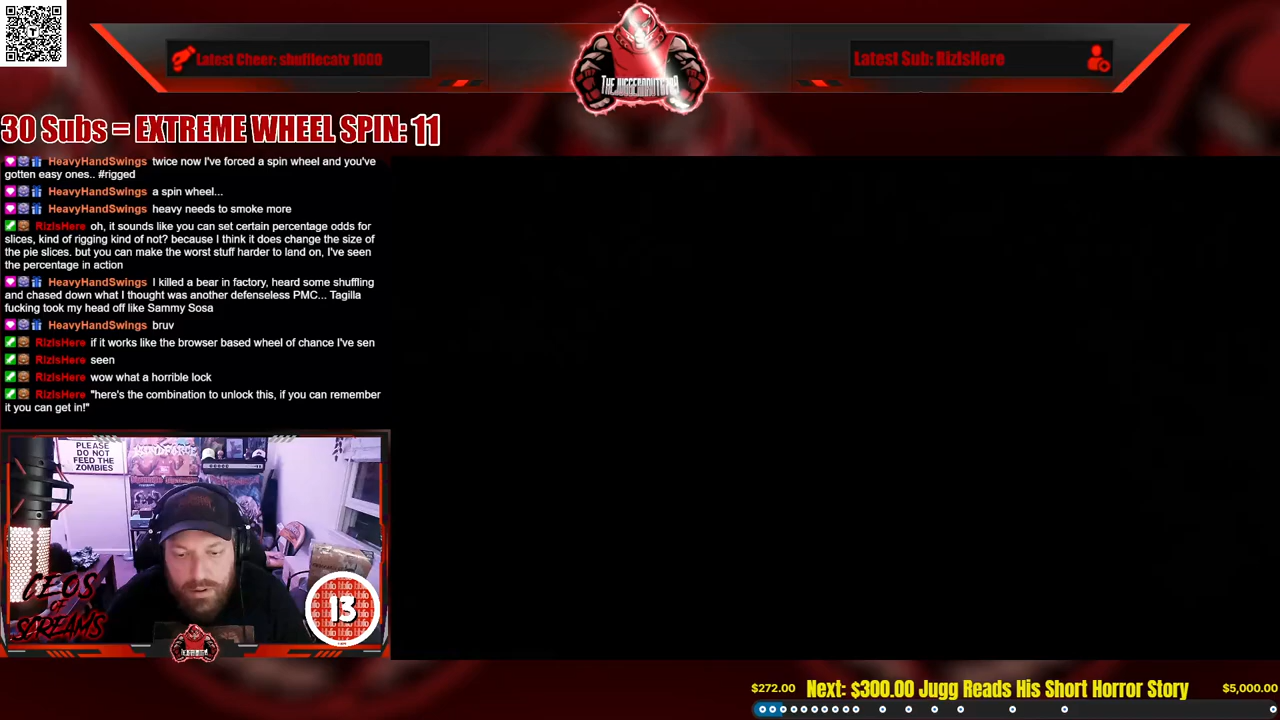 Latest Cheer: shufflecatv 1000
THEJUGGERNAUT
Latest Sub: RizIsHere
30 Subs = EXTREME WHEEL SPIN: 11
HeavyHandSwings twice now I've forced a spin wheel and you've
gotten easy ones.. #rigged
HeavyHandSwings a spin wheel...
HeavyHandSwings heavy needs to smoke more
RizIsHere oh, it sounds like you can set certain percentage odds for
slices, kind of rigging kind of not? because I think it does change the size of
the pie slices. but you can make the worst stuff harder to land on, I've seen
the percentage in action
HeavyHandSwings I killed a bear in factory, heard some shuffling
and chased down what I thought was another defenseless PMC... Tagilla
fucking took my head off like Sammy Sosa
HeavyHandSwings bruv
RizIsHere if it works like the browser based wheel of chance I've sen
RizIsHere seen
RizIsHere wow what a horrible lock
RizIsHere "here's the combination to unlock this, if you can remember
it you can get in!"
PLEASE
DO NOT
FEED THE
ZOMBIES
CEOS
OF
SCREAMS
13
$272.00 Next: $300.00 Jugg Reads His Short Horror Story $5,000.00